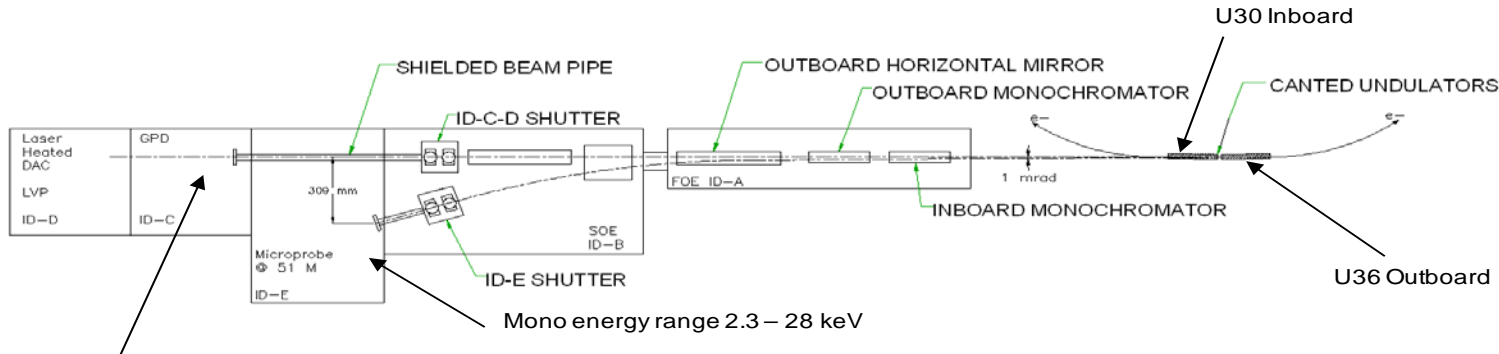 U30 Inboard
SHIELDED BEAM PIPE
OUTBOARD HORIZONTAL MIRROR
OUTBOARD MONOCHROMATOR
CANTED UNDULATORS
ID-C-D SHUTTER
e-
e-
Laser
Heated
DAC
LVP
ID-D
GPD
ID-C
309 mm
FOE ID-A
1 mrad
INBOARD MONOCHROMATOR
SOE
ID-B
Microprobe
@ 51 M
ID-E
ID-E SHUTTER
U36 Outboard
Mono energy range 2.3 – 28 keV